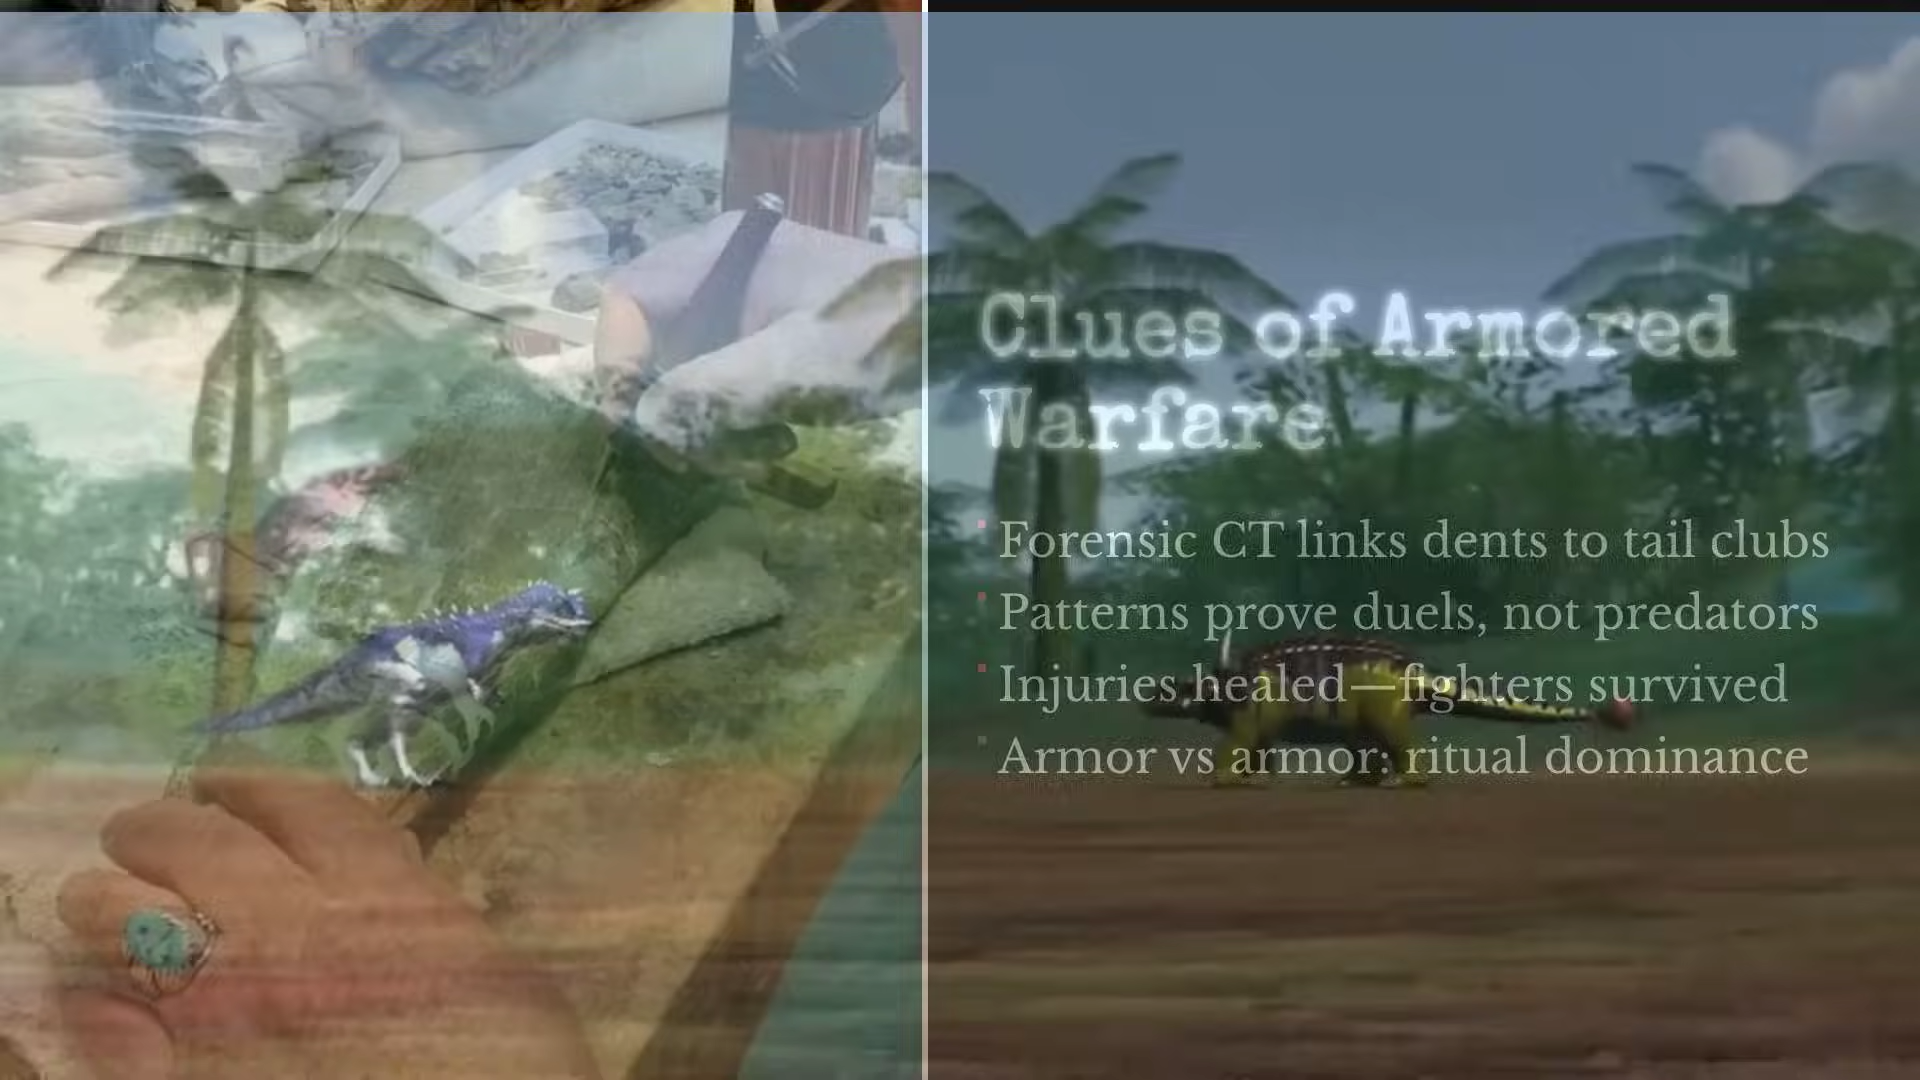 Clues of Armored
Warfare
Forensic CT links dents to tail clubs
Patterns prove duels, not predators
Injuries healed—fighters survived
Armor vs armor: ritual dominance